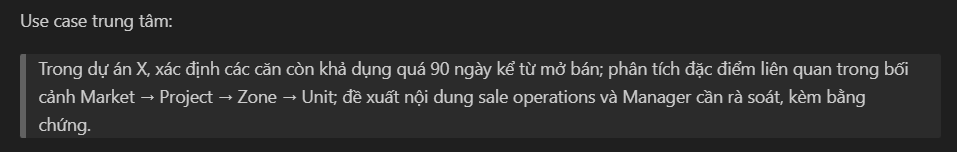 Use case trung tâm:
Trong dự án X, xác định các căn còn khả dụng quá 90 ngày kể từ mở bán; phân tích đặc điểm liên quan trong bối
cảnh Market → Project → Zone → Unit; đề xuất nội dung sale operations và Manager cần rà soát, kèm bằng
chứng.